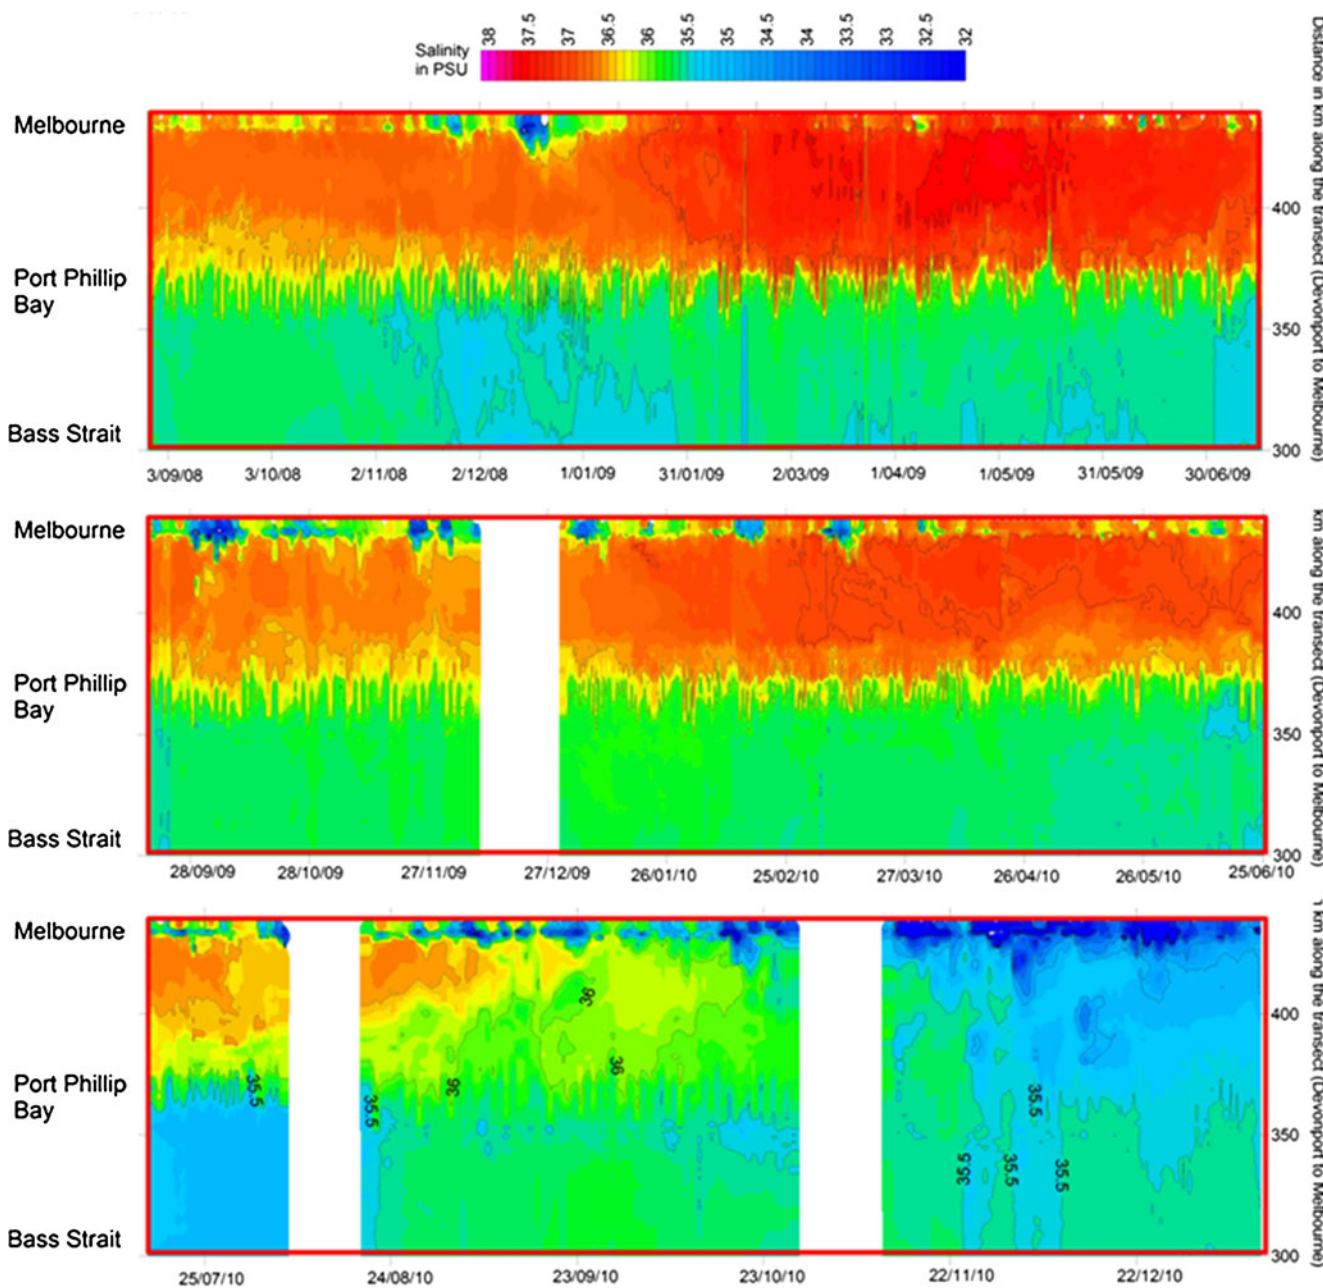 Salinity
in PSU
38 37.5 37 36.5 36 35.5 35 34.5 34 33.5 33 32.5 32
Distance in km along the transect (Devonport to Melbourne)
Melbourne
400
Port Phillip
Bay
350
Bass Strait
300
3/09/08 3/10/08 2/11/08 2/12/08 1/01/09 31/01/09 2/03/09 1/04/09 1/05/09 31/05/09 30/06/09
km along the transect (Devonport to Melbourne)
Melbourne
400
Port Phillip
Bay
350
Bass Strait
300
28/09/09 28/10/09 27/11/09 27/12/09 26/01/10 25/02/10 27/03/10 26/04/10 26/05/10 25/06/10
km along the transect (Devonport to Melbourne)
Melbourne
36
400
36
Port Phillip
Bay
35.5 35.5 36 35.5
350
35.5 35.5 35.5
Bass Strait
300
25/07/10 24/08/10 23/09/10 23/10/10 22/11/10 22/12/10